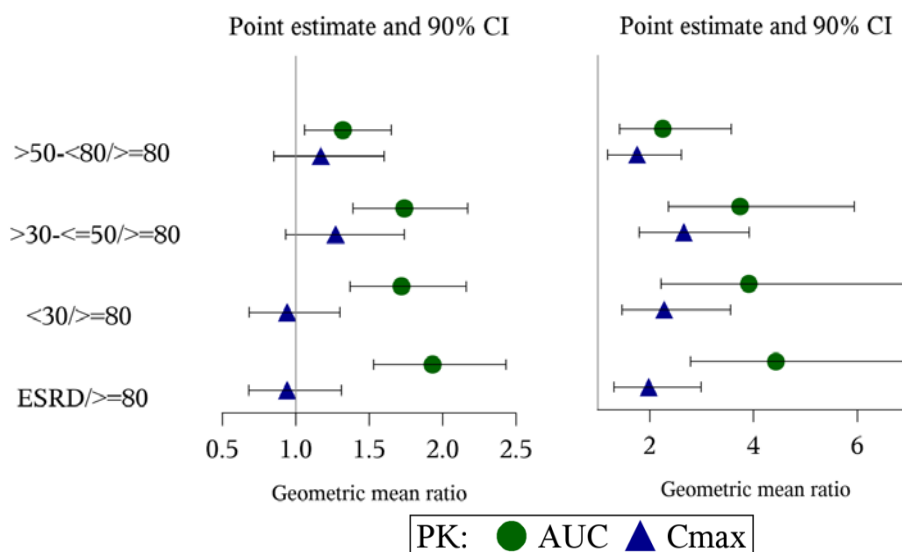 Point estimate and 90% CI
Point estimate and 90% CI
>50-<80/>=80
>30-<=50/>=80
<30/>=80
ESRD/>=80
0.5 1.0 1.5 2.0 2.5
2 4 6
Geometric mean ratio
Geometric mean ratio
PK: AUC Cmax